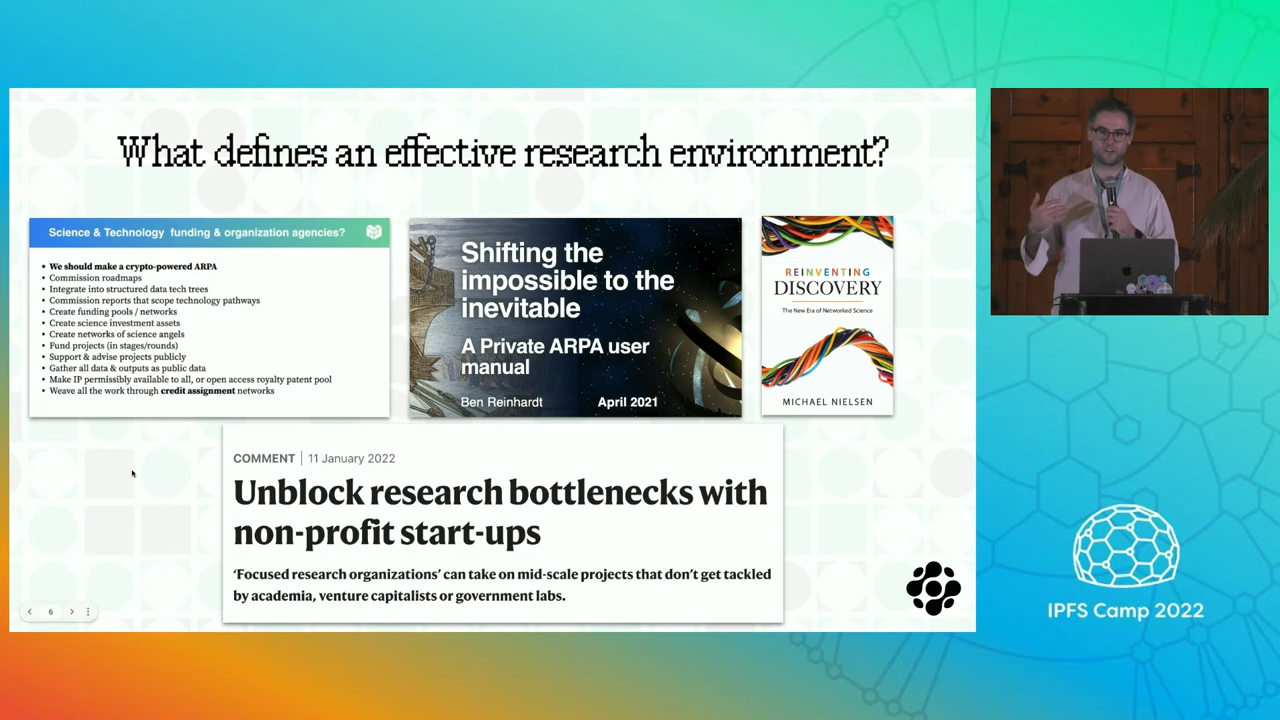 What defines an effective research environment?
Science & Technology funding & organization agencies?
• We should make a crypto-powered ARPA
• Commission roadmaps
• Integrate into structured data tech trees
• Commission reports that scope technology pathways
• Create funding pools / networks
• Create science investment assets
• Create networks of science angels
• Fund projects (in stages/rounds)
• Support & advise projects publicly
• Gather all data & outputs as public data
• Make IP permissibly available to all, or open access royalty patent pool
• Weave all the work through credit assignment networks
Shifting the
impossible to the
inevitable
A Private ARPA user
manual
Ben Reinhardt April 2021
REINVENTING
DISCOVERY
The New Era of Networked Science
MICHAEL NIELSEN
COMMENT | 11 January 2022
Unblock research bottlenecks with
non-profit start-ups
‘Focused research organizations’ can take on mid-scale projects that don’t get tackled
by academia, venture capitalists or government labs.
6
IPFS Camp 2022